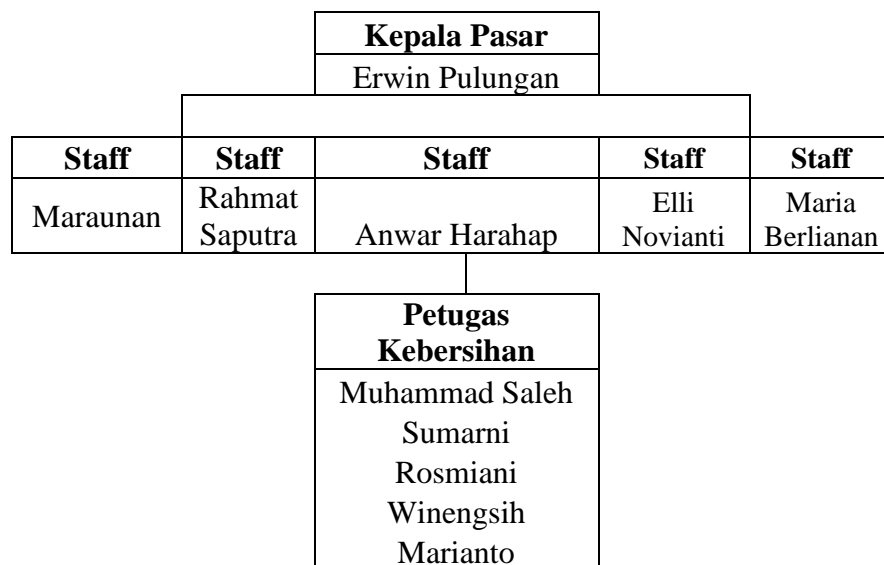 Kepala Pasar
Erwin Pulungan
Staff
Staff
Staff
Staff
Staff
Maraunan
Rahmat
Saputra
Anwar Harahap
Elli
Novianti
Maria
Berlianan
Petugas
Kebersihan
Muhammad Saleh
Sumarni
Rosmiani
Winengsih
Marianto